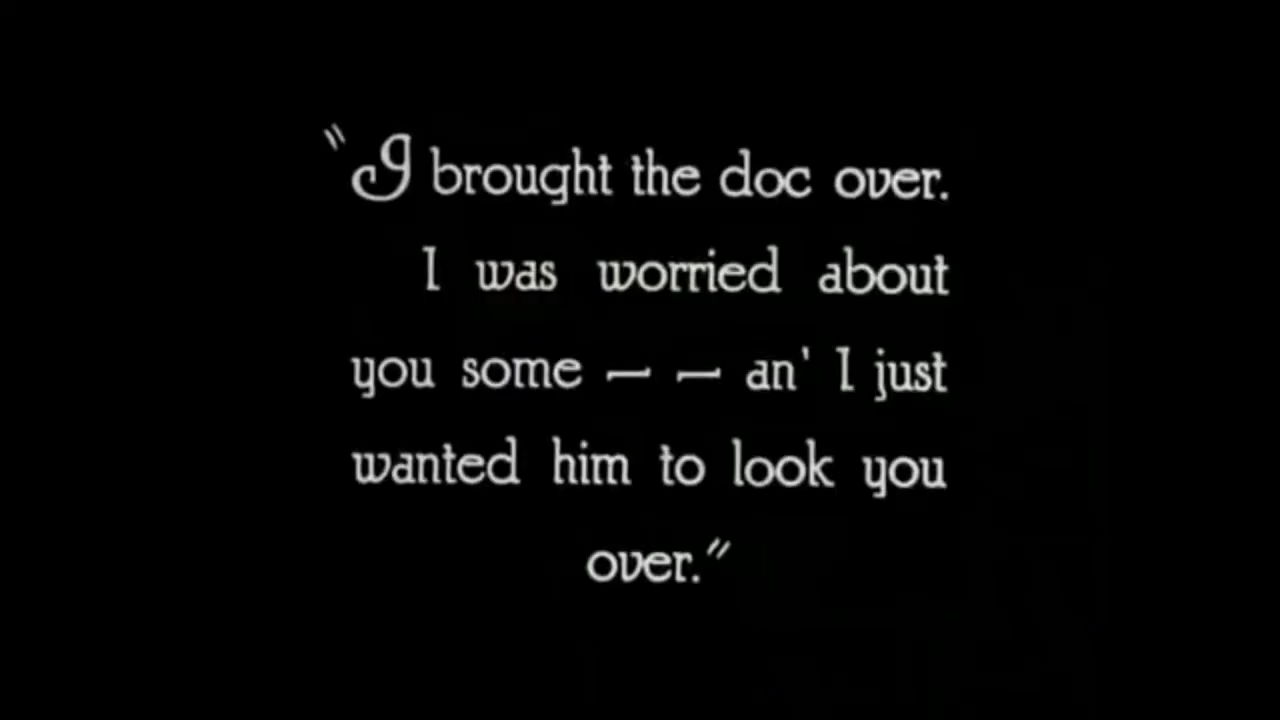 "I brought the doc over.
I was worried about
you some — — an' I just
wanted him to look you
over."